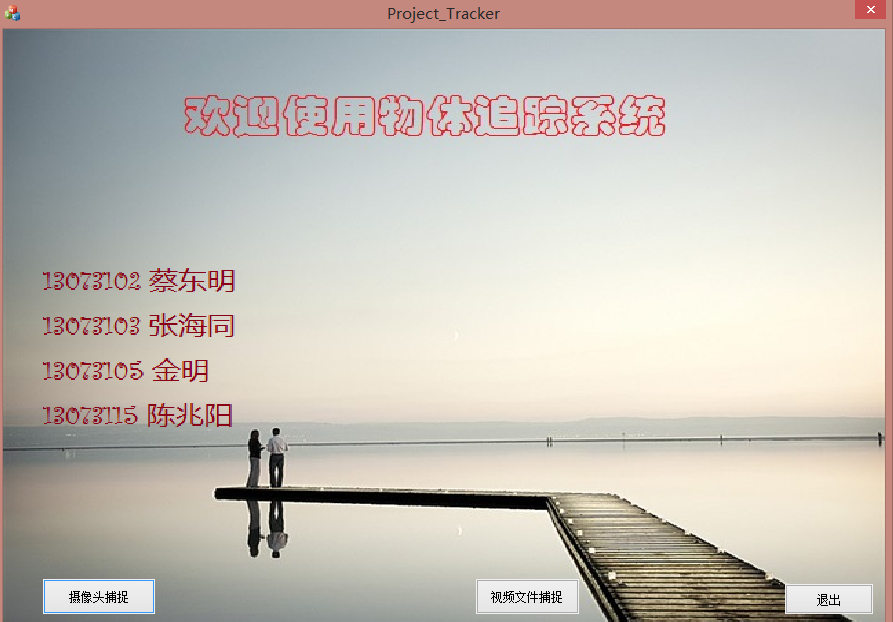 Project_Tracker
欢迎使用物体追踪系统
13073102 蔡东明
13073103 张海同
13073105 金明
13073115 陈兆阳
摄像头捕捉
视频文件捕捉
退出